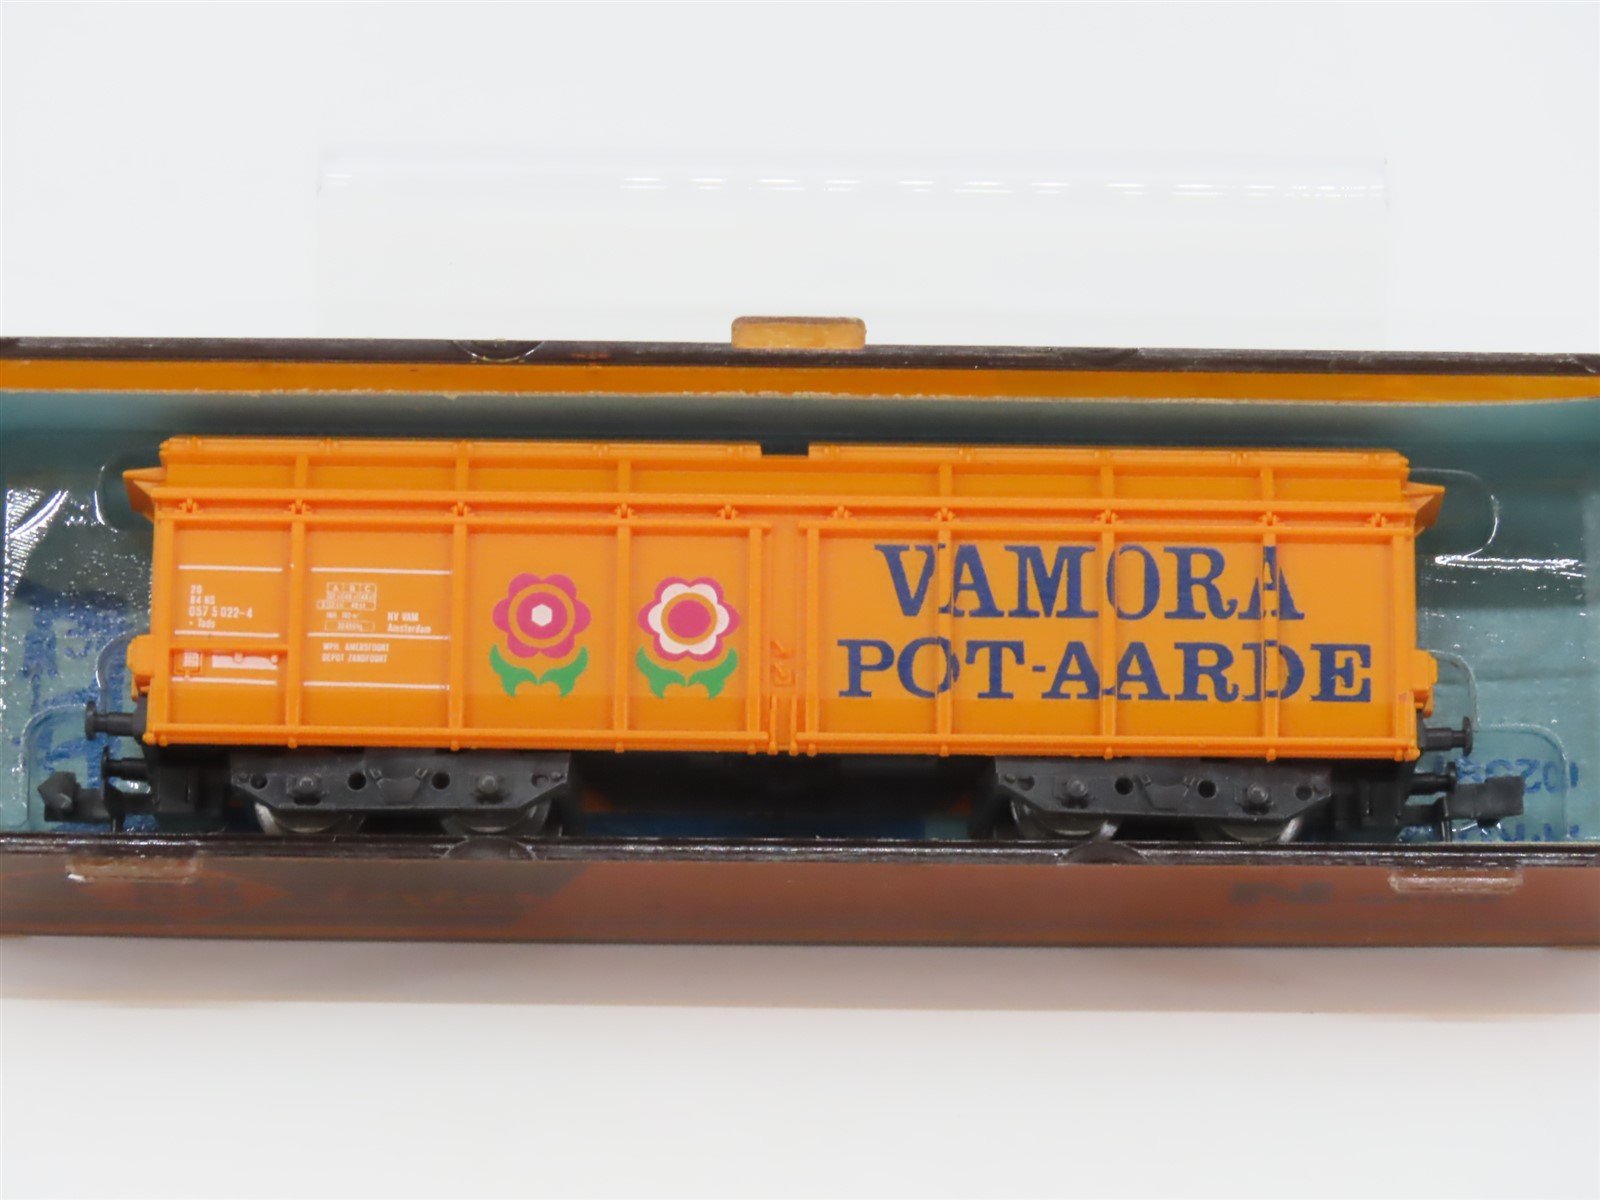 20
84 NS
057 5 022-4
Tads
A B C
NV VAM
Amsterdam
WPH. AMERSFOORT
DEPOT ZANDFOORT
VAMORA
POT-AARDE